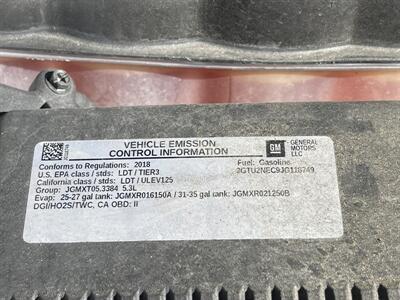 VEHICLE EMISSION
CONTROL INFORMATION
GM
GENERAL
MOTORS
LLC
Conforms to Regulations: 2018
Fuel: Gasoline
U.S. EPA class / stds: LDT / TIER3
3GTU2NEC9JG118749
California class / stds: LDT / ULEV125
Group: JGMXT05.3384 5.3L
Evap: 25-27 gal tank: JGMXR016150A / 31-35 gal tank: JGMXR021250B
DGI/HO2S/TWC, CA OBD: II